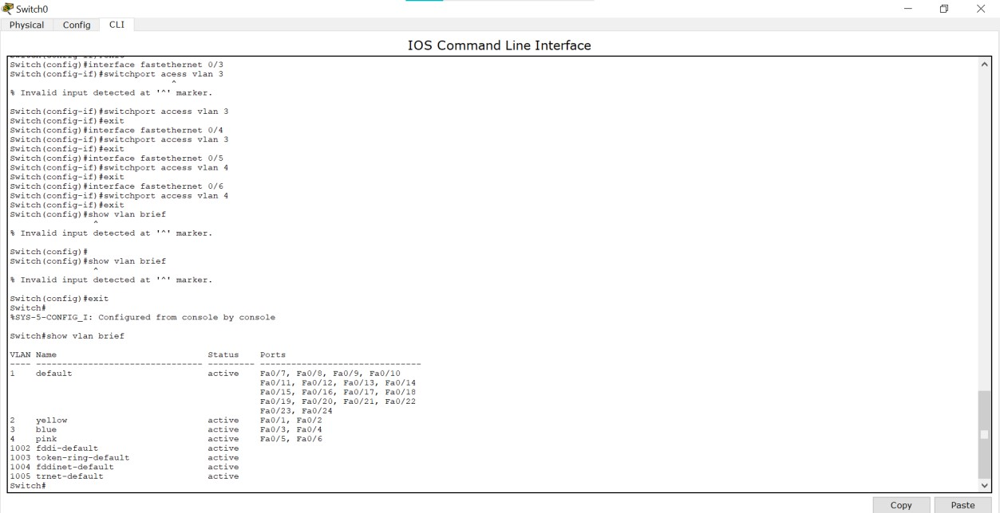 Switch0
Physical Config CLI
IOS Command Line Interface
Switch(config)#interface fastethernet 0/3
Switch(config-if)#switchport acess vlan 3
^
% Invalid input detected at '^' marker.
Switch(config-if)#switchport access vlan 3
Switch(config-if)#exit
Switch(config)#interface fastethernet 0/4
Switch(config-if)#switchport access vlan 3
Switch(config-if)#exit
Switch(config)#interface fastethernet 0/5
Switch(config-if)#switchport access vlan 4
Switch(config-if)#exit
Switch(config)#interface fastethernet 0/6
Switch(config-if)#switchport access vlan 4
Switch(config-if)#exit
Switch(config)#show vlan brief
^
% Invalid input detected at '^' marker.
Switch(config)#
Switch(config)#show vlan brief
^
% Invalid input detected at '^' marker.
Switch(config)#exit
Switch#
%SYS-5-CONFIG_I: Configured from console by console
Switch#show vlan brief
VLAN Name Status Ports
---- -------------------------------- --------- -------------------------------
1 default active Fa0/7, Fa0/8, Fa0/9, Fa0/10
Fa0/11, Fa0/12, Fa0/13, Fa0/14
Fa0/15, Fa0/16, Fa0/17, Fa0/18
Fa0/19, Fa0/20, Fa0/21, Fa0/22
Fa0/23, Fa0/24
2 yellow active Fa0/1, Fa0/2
3 blue active Fa0/3, Fa0/4
4 pink active Fa0/5, Fa0/6
1002 fddi-default active
1003 token-ring-default active
1004 fddinet-default active
1005 trnet-default active
Switch#
Copy Paste